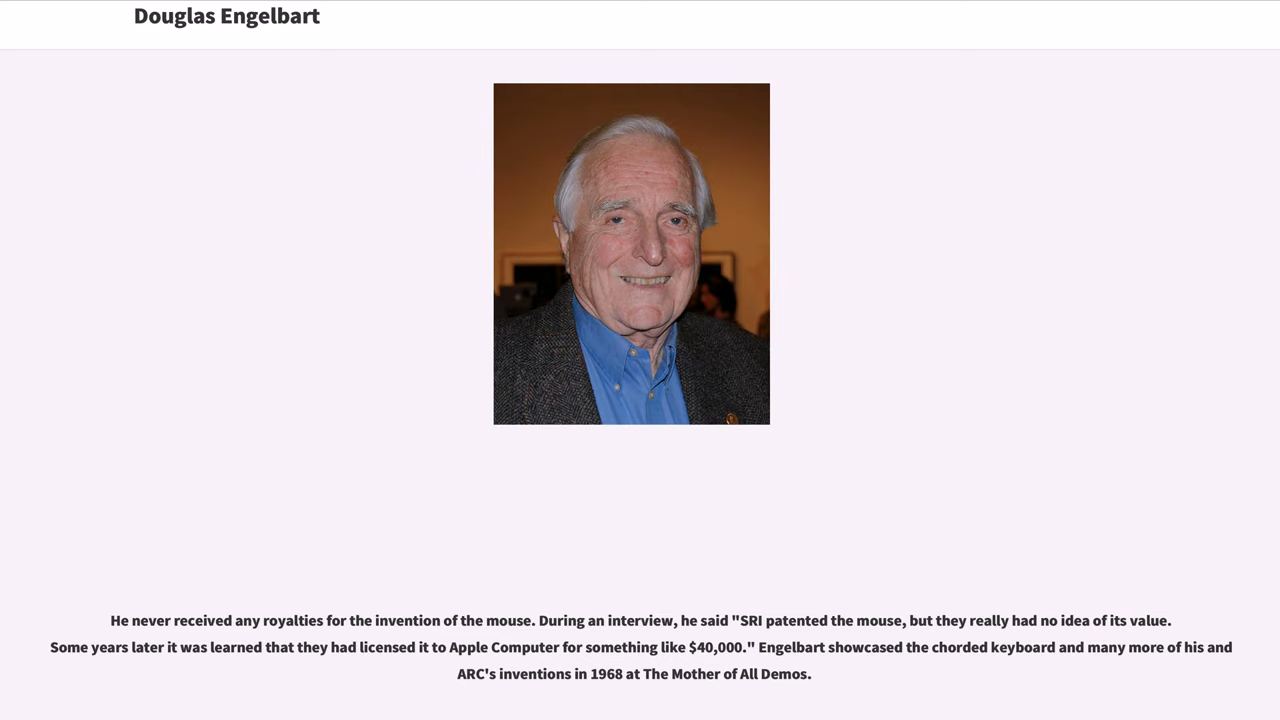 Douglas Engelbart
He never received any royalties for the invention of the mouse. During an interview, he said "SRI patented the mouse, but they really had no idea of its value.
Some years later it was learned that they had licensed it to Apple Computer for something like $40,000." Engelbart showcased the chorded keyboard and many more of his and
ARC's inventions in 1968 at The Mother of All Demos.